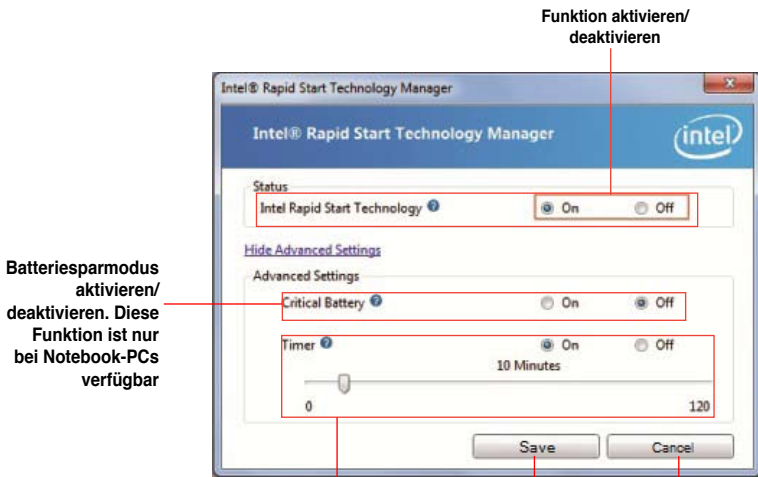 Funktion aktivieren/
deaktivieren
Intel® Rapid Start Technology Manager
Intel® Rapid Start Technology Manager
intel
Status
Intel Rapid Start Technology ? On Off
Hide Advanced Settings
Batteriesparmodus
aktivieren/
deaktivieren. Diese
Funktion ist nur
bei Notebook-PCs
verfügbar
Advanced Settings
Critical Battery ? On Off
Timer ? On Off
10 Minutes
0 120
Save Cancel